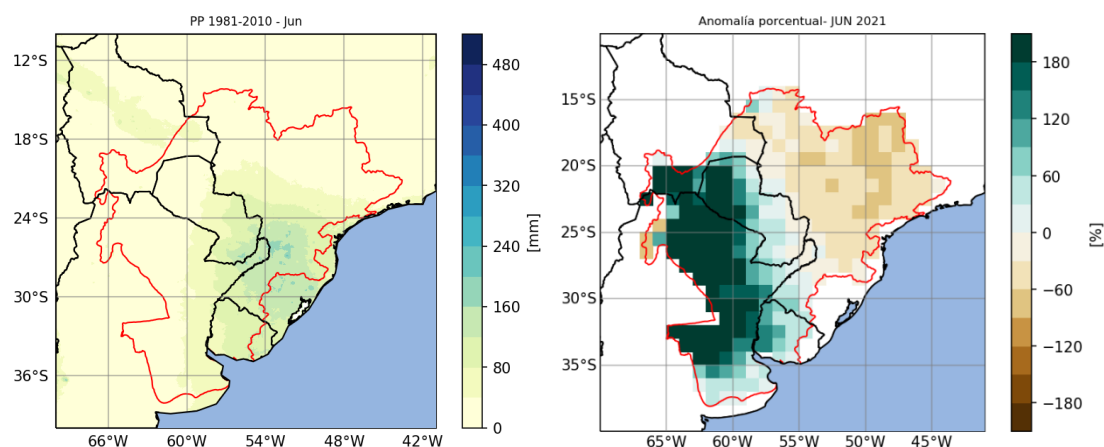 PP 1981-2010 - Jun
12°S
18°S
24°S
30°S
36°S
66°W
60°W
54°W
48°W
42°W
480
400
320
240
160
80
0
[mm]
Anomalía porcentual- JUN 2021
15°S
20°S
25°S
30°S
35°S
65°W
60°W
55°W
50°W
45°W
180
120
60
0
−60
−120
−180
[%]